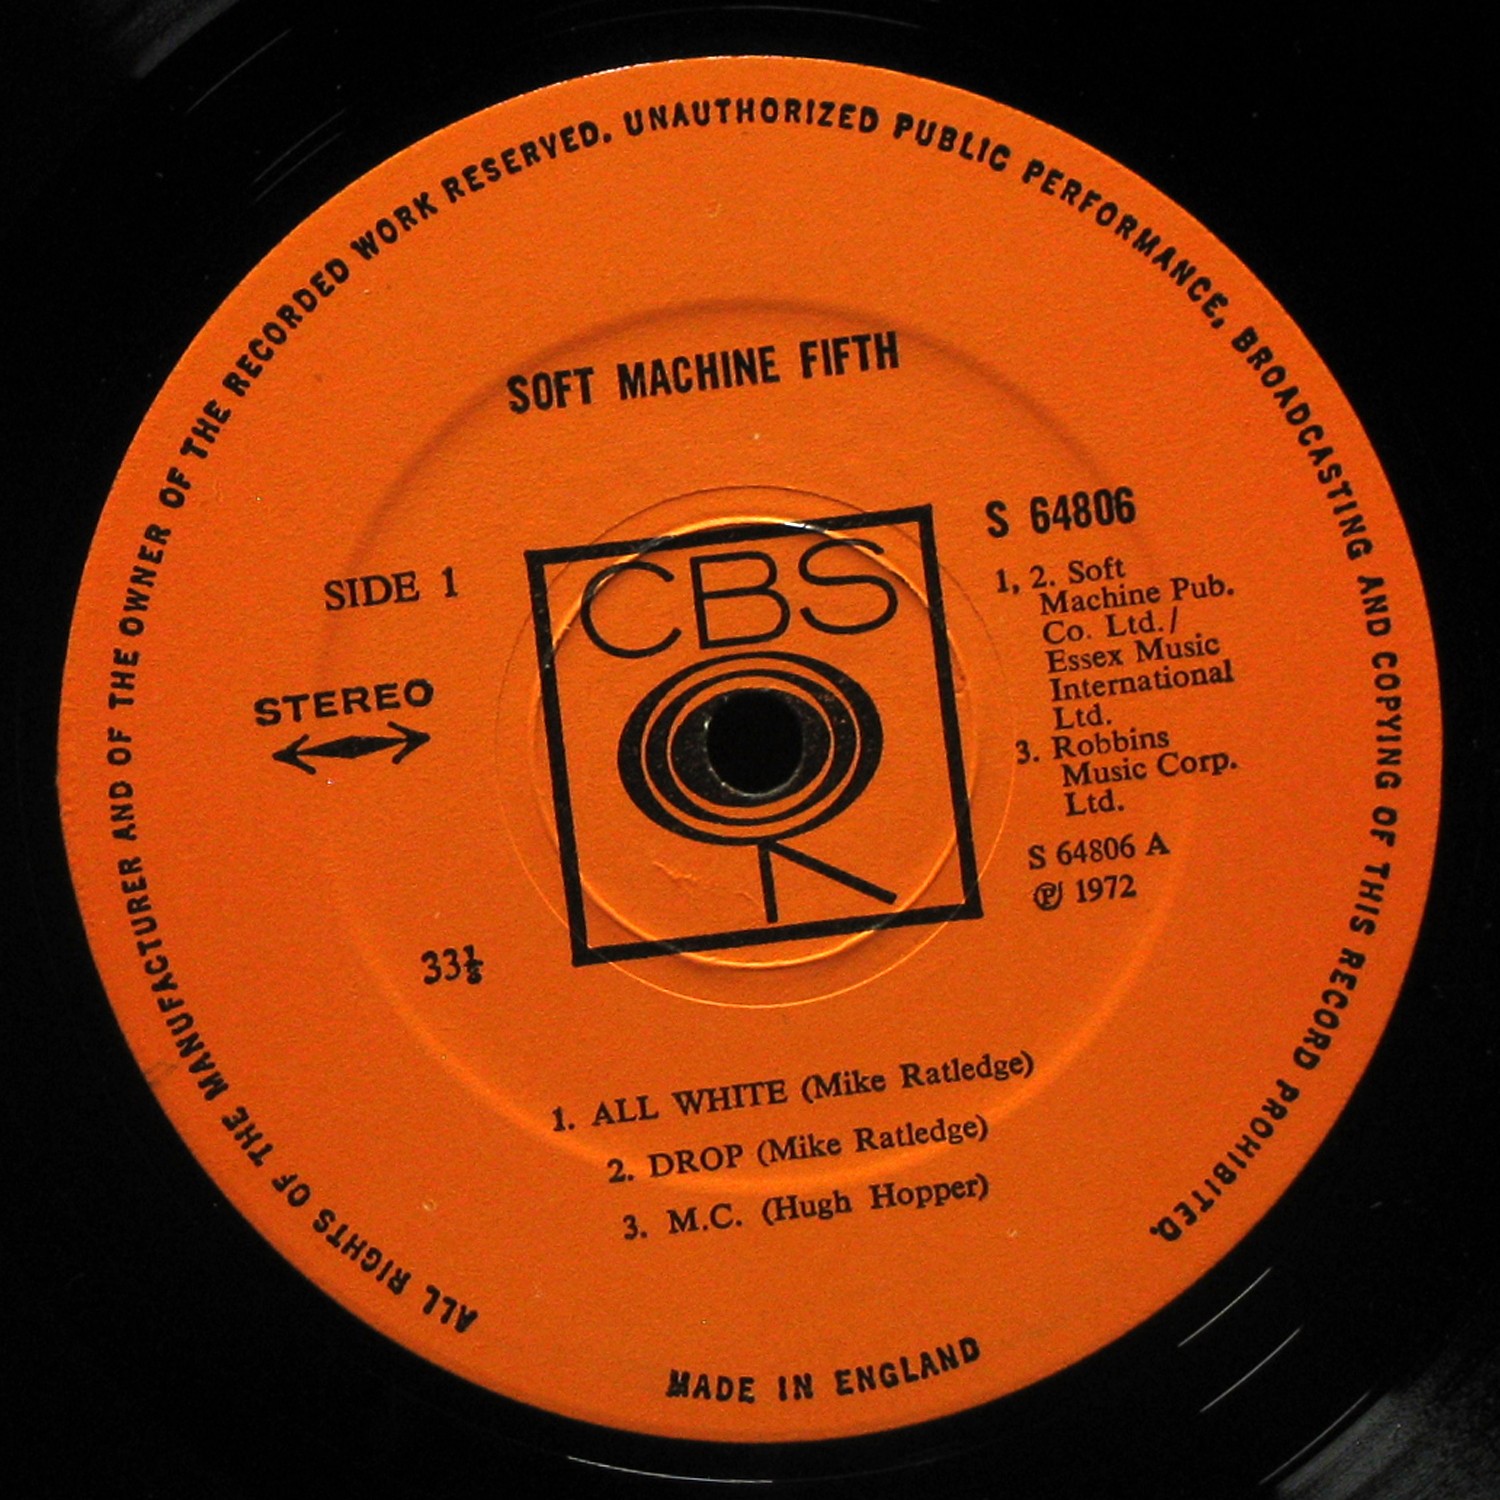 ALL RIGHTS OF THE MANUFACTURER AND OF THE OWNER OF THE RECORDED WORK RESERVED. UNAUTHORIZED PUBLIC PERFORMANCE, BROADCASTING AND COPYING OF THIS RECORD PROHIBITED.
SOFT MACHINE FIFTH
S 64806
SIDE 1
CBS
1, 2. Soft
Machine Pub.
Co. Ltd./
Essex Music
International
Ltd.
3. Robbins
Music Corp.
Ltd.
STEREO
S 64806 A
℗ 1972
33⅓
1. ALL WHITE (Mike Ratledge)
2. DROP (Mike Ratledge)
3. M.C. (Hugh Hopper)
MADE IN ENGLAND